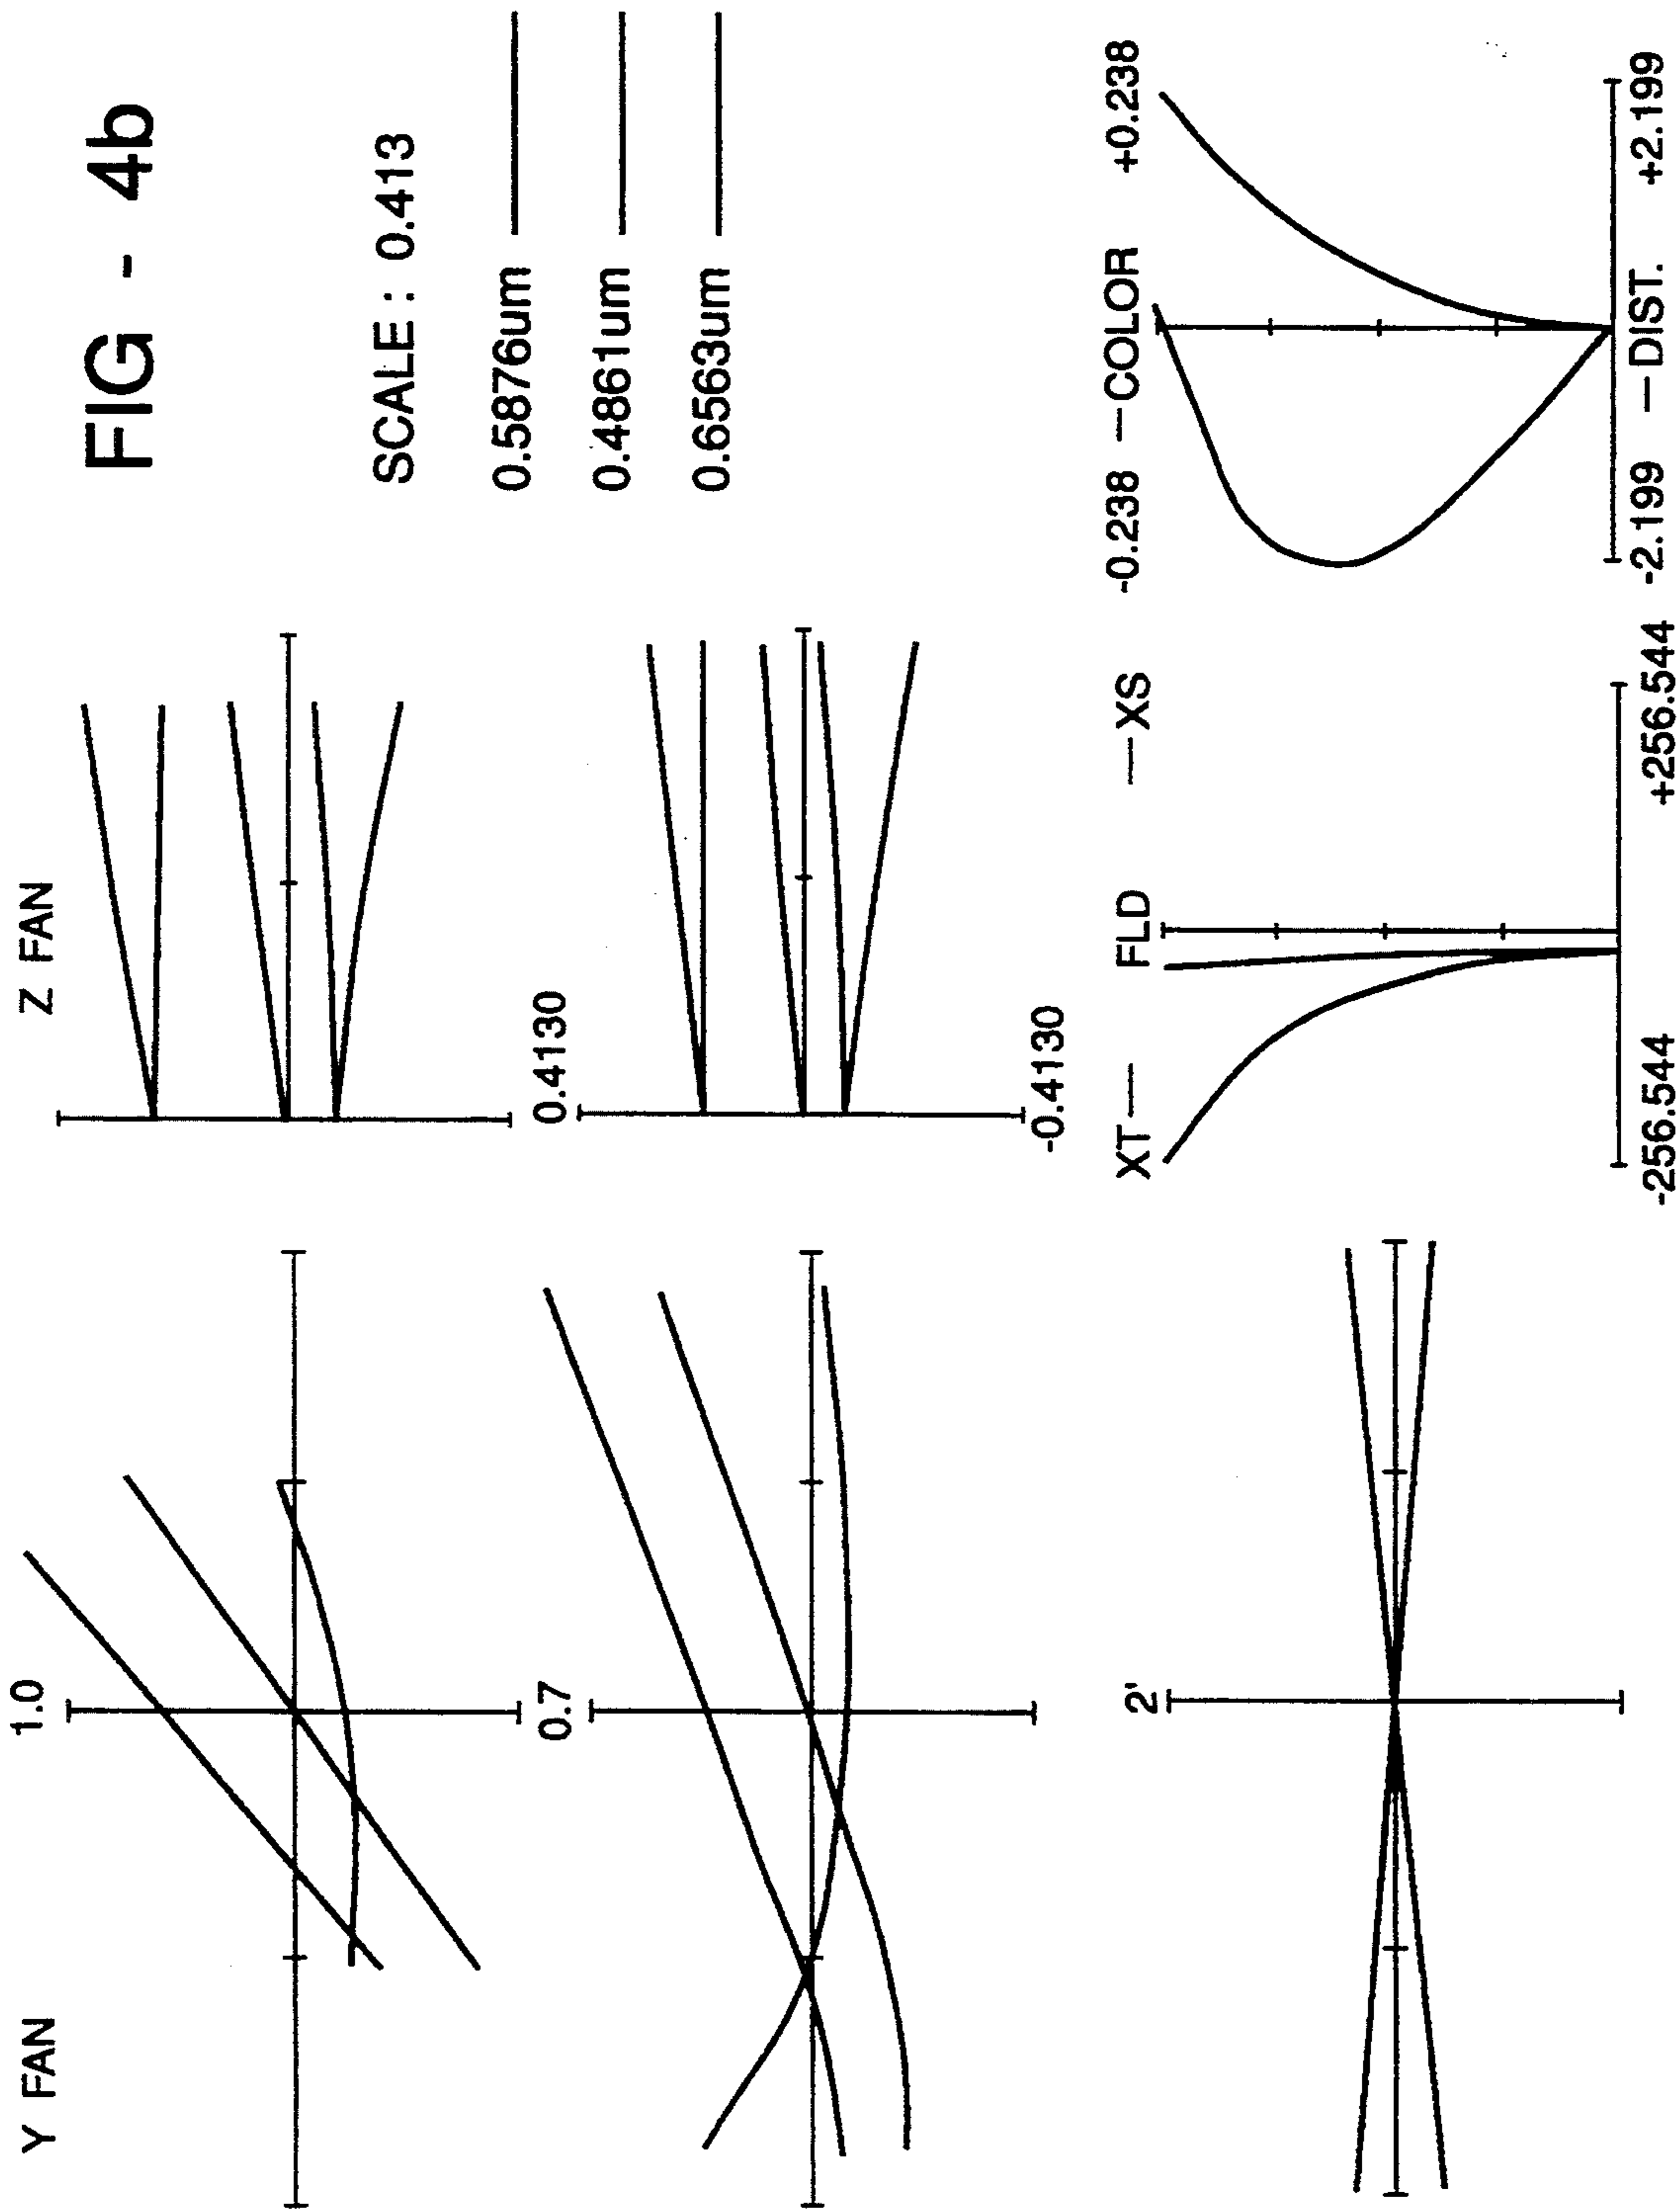 FIG - 4b
Y FAN
1.0
Z FAN
SCALE : 0.413
0.5876um
0.4861um
0.6563um
0.7
0.4130
-0.4130
2'
XT — FLD — XS
-256.544 +256.544
-0.238 — COLOR +0.238
-2.199 — DIST. +2.199